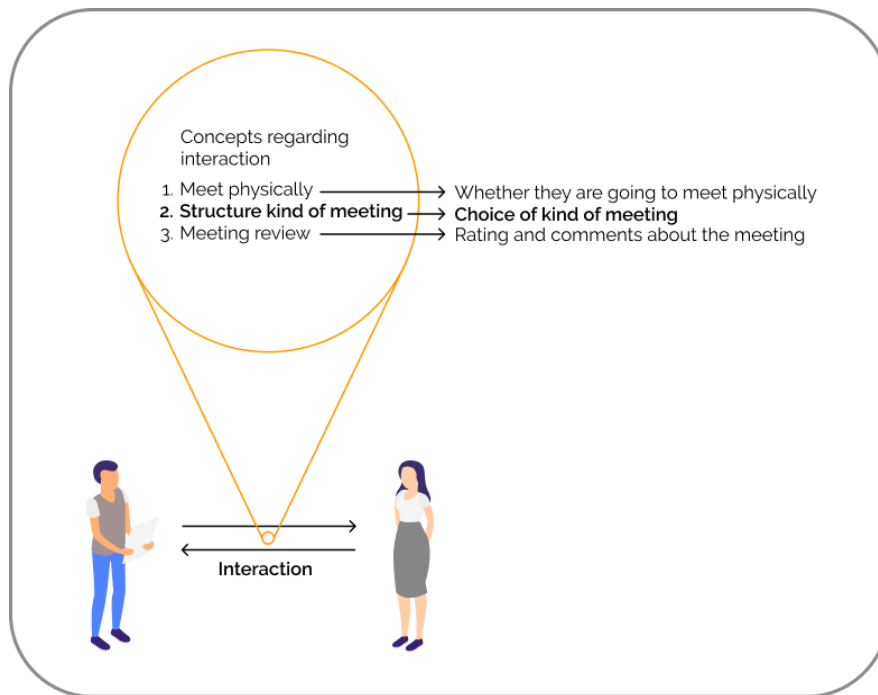 Concepts regarding
interaction
1. Meet physically
Whether they are going to meet physically
2. Structure kind of meeting
Choice of kind of meeting
3. Meeting review
Rating and comments about the meeting
Interaction